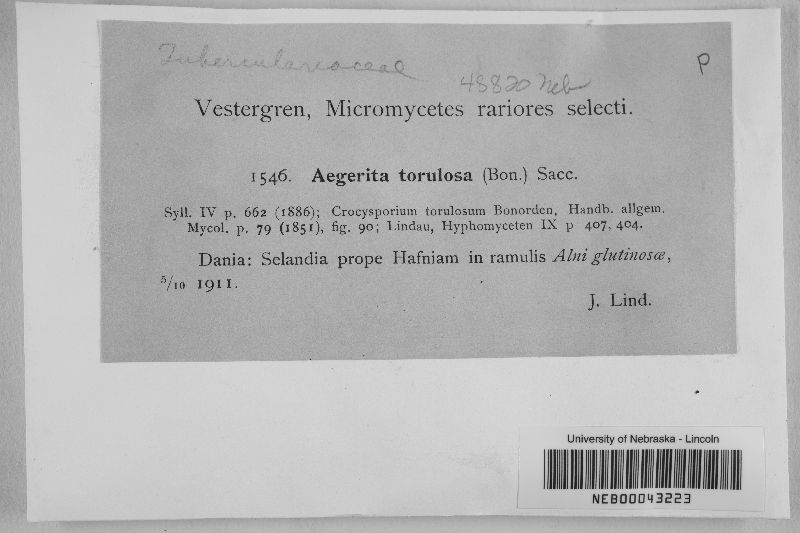 Tuberculariaceae
48820 Neb
P
Vestergren, Micromycetes rariores selecti.
1546. Aegerita torulosa (Bon.) Sacc.
Syll. IV p. 662 (1886); Crocysporium torulosum Bonorden, Handb. allgem.
Mycol. p. 79 (1851), fig. 90; Lindau, Hyphomyceten IX p 407, 404.
Dania: Selandia prope Hafniam in ramulis Alni glutinosæ,
5/10 1911.
J. Lind.
University of Nebraska - Lincoln
NEB00043223